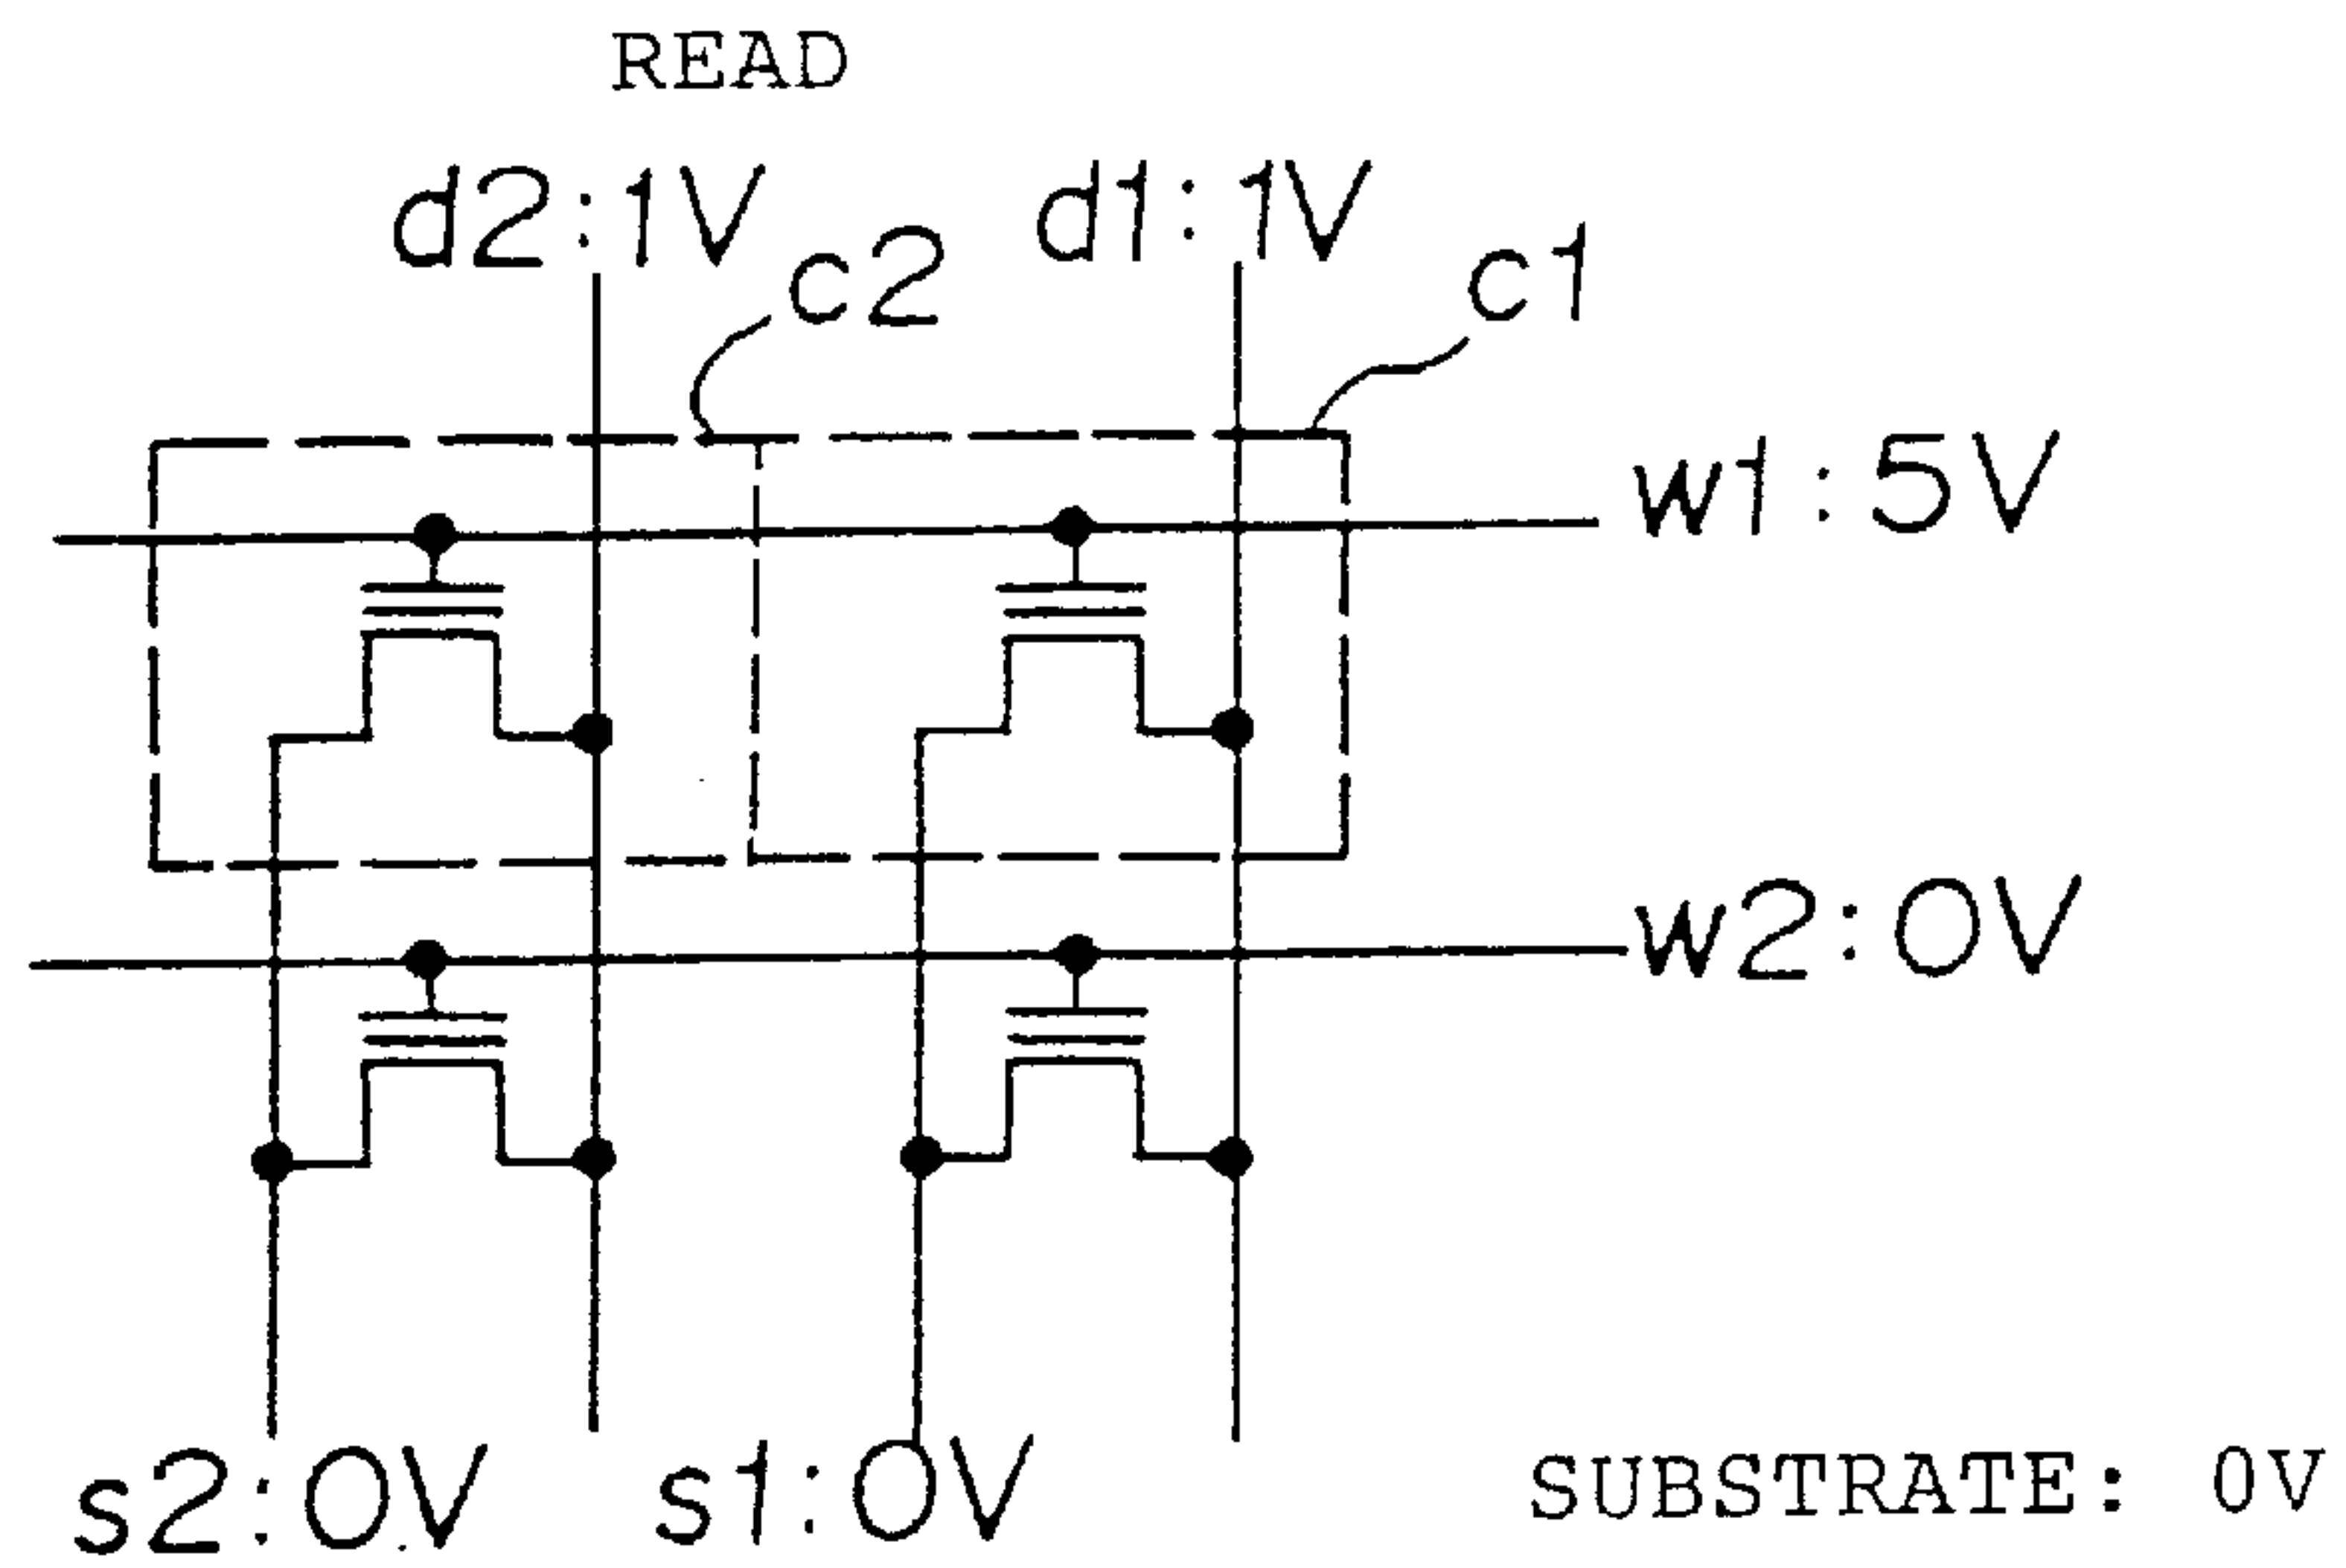 READ
d2:1V
d1:1V
c2
c1
w1:5V
w2:0V
s2:0V
s1:0V
SUBSTRATE: 0V